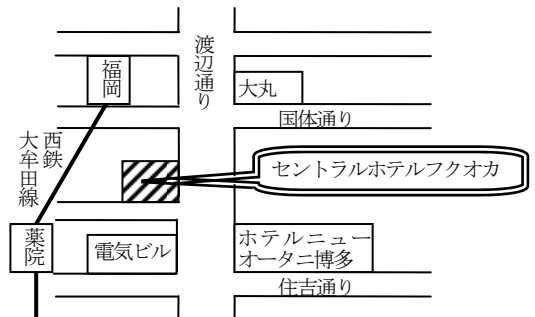 渡辺通り
福岡
大丸
国体通り
西鉄
大牟田線
セントラルホテルフクオカ
薬院
電気ビル
ホテルニュー
オータニ博多
住吉通り